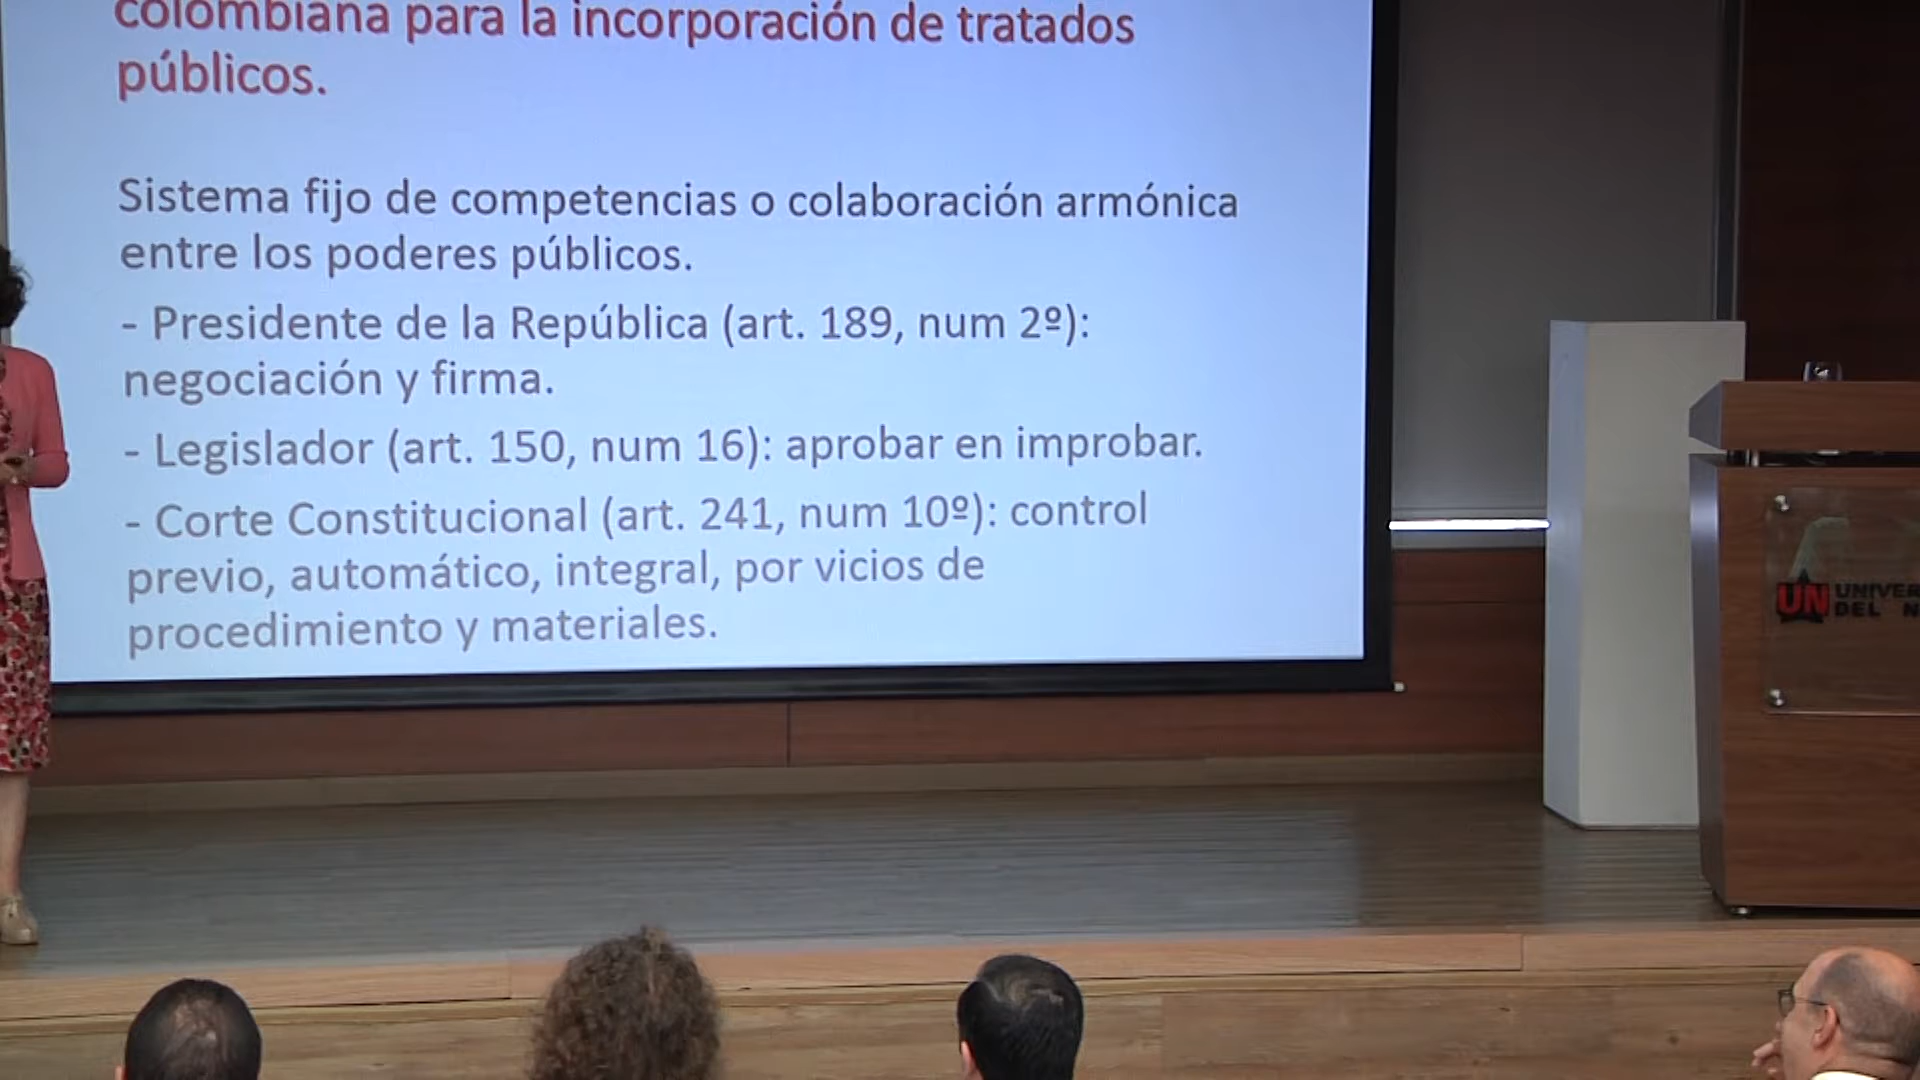 colombiana para la incorporación de tratados
públicos.
Sistema fijo de competencias o colaboración armónica
entre los poderes públicos.
- Presidente de la República (art. 189, num 2º):
negociación y firma.
- Legislador (art. 150, num 16): aprobar en improbar.
- Corte Constitucional (art. 241, num 10º): control
previo, automático, integral, por vicios de
procedimiento y materiales.
UN
UNIVER
DEL N